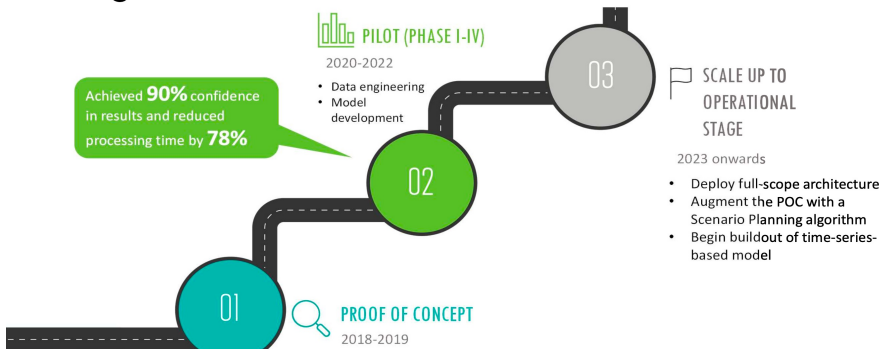 PILOT (PHASE I-IV)
2020-2022
• Data engineering
• Model
development
Achieved 90% confidence
in results and reduced
processing time by 78%
03
SCALE UP TO
OPERATIONAL
STAGE
2023 onwards
• Deploy full-scope architecture
• Augment the POC with a
Scenario Planning algorithm
• Begin buildout of time-series-
based model
02
01
PROOF OF CONCEPT
2018-2019